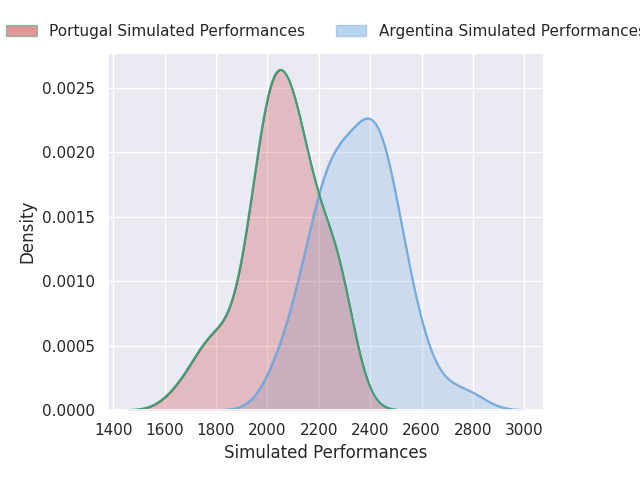 Portugal Simulated Performances
Argentina Simulated Performances
0.0025
0.0020
0.0015
0.0010
0.0005
0.0000
Density
1400 1600 1800 2000 2200 2400 2600 2800 3000
Simulated Performances